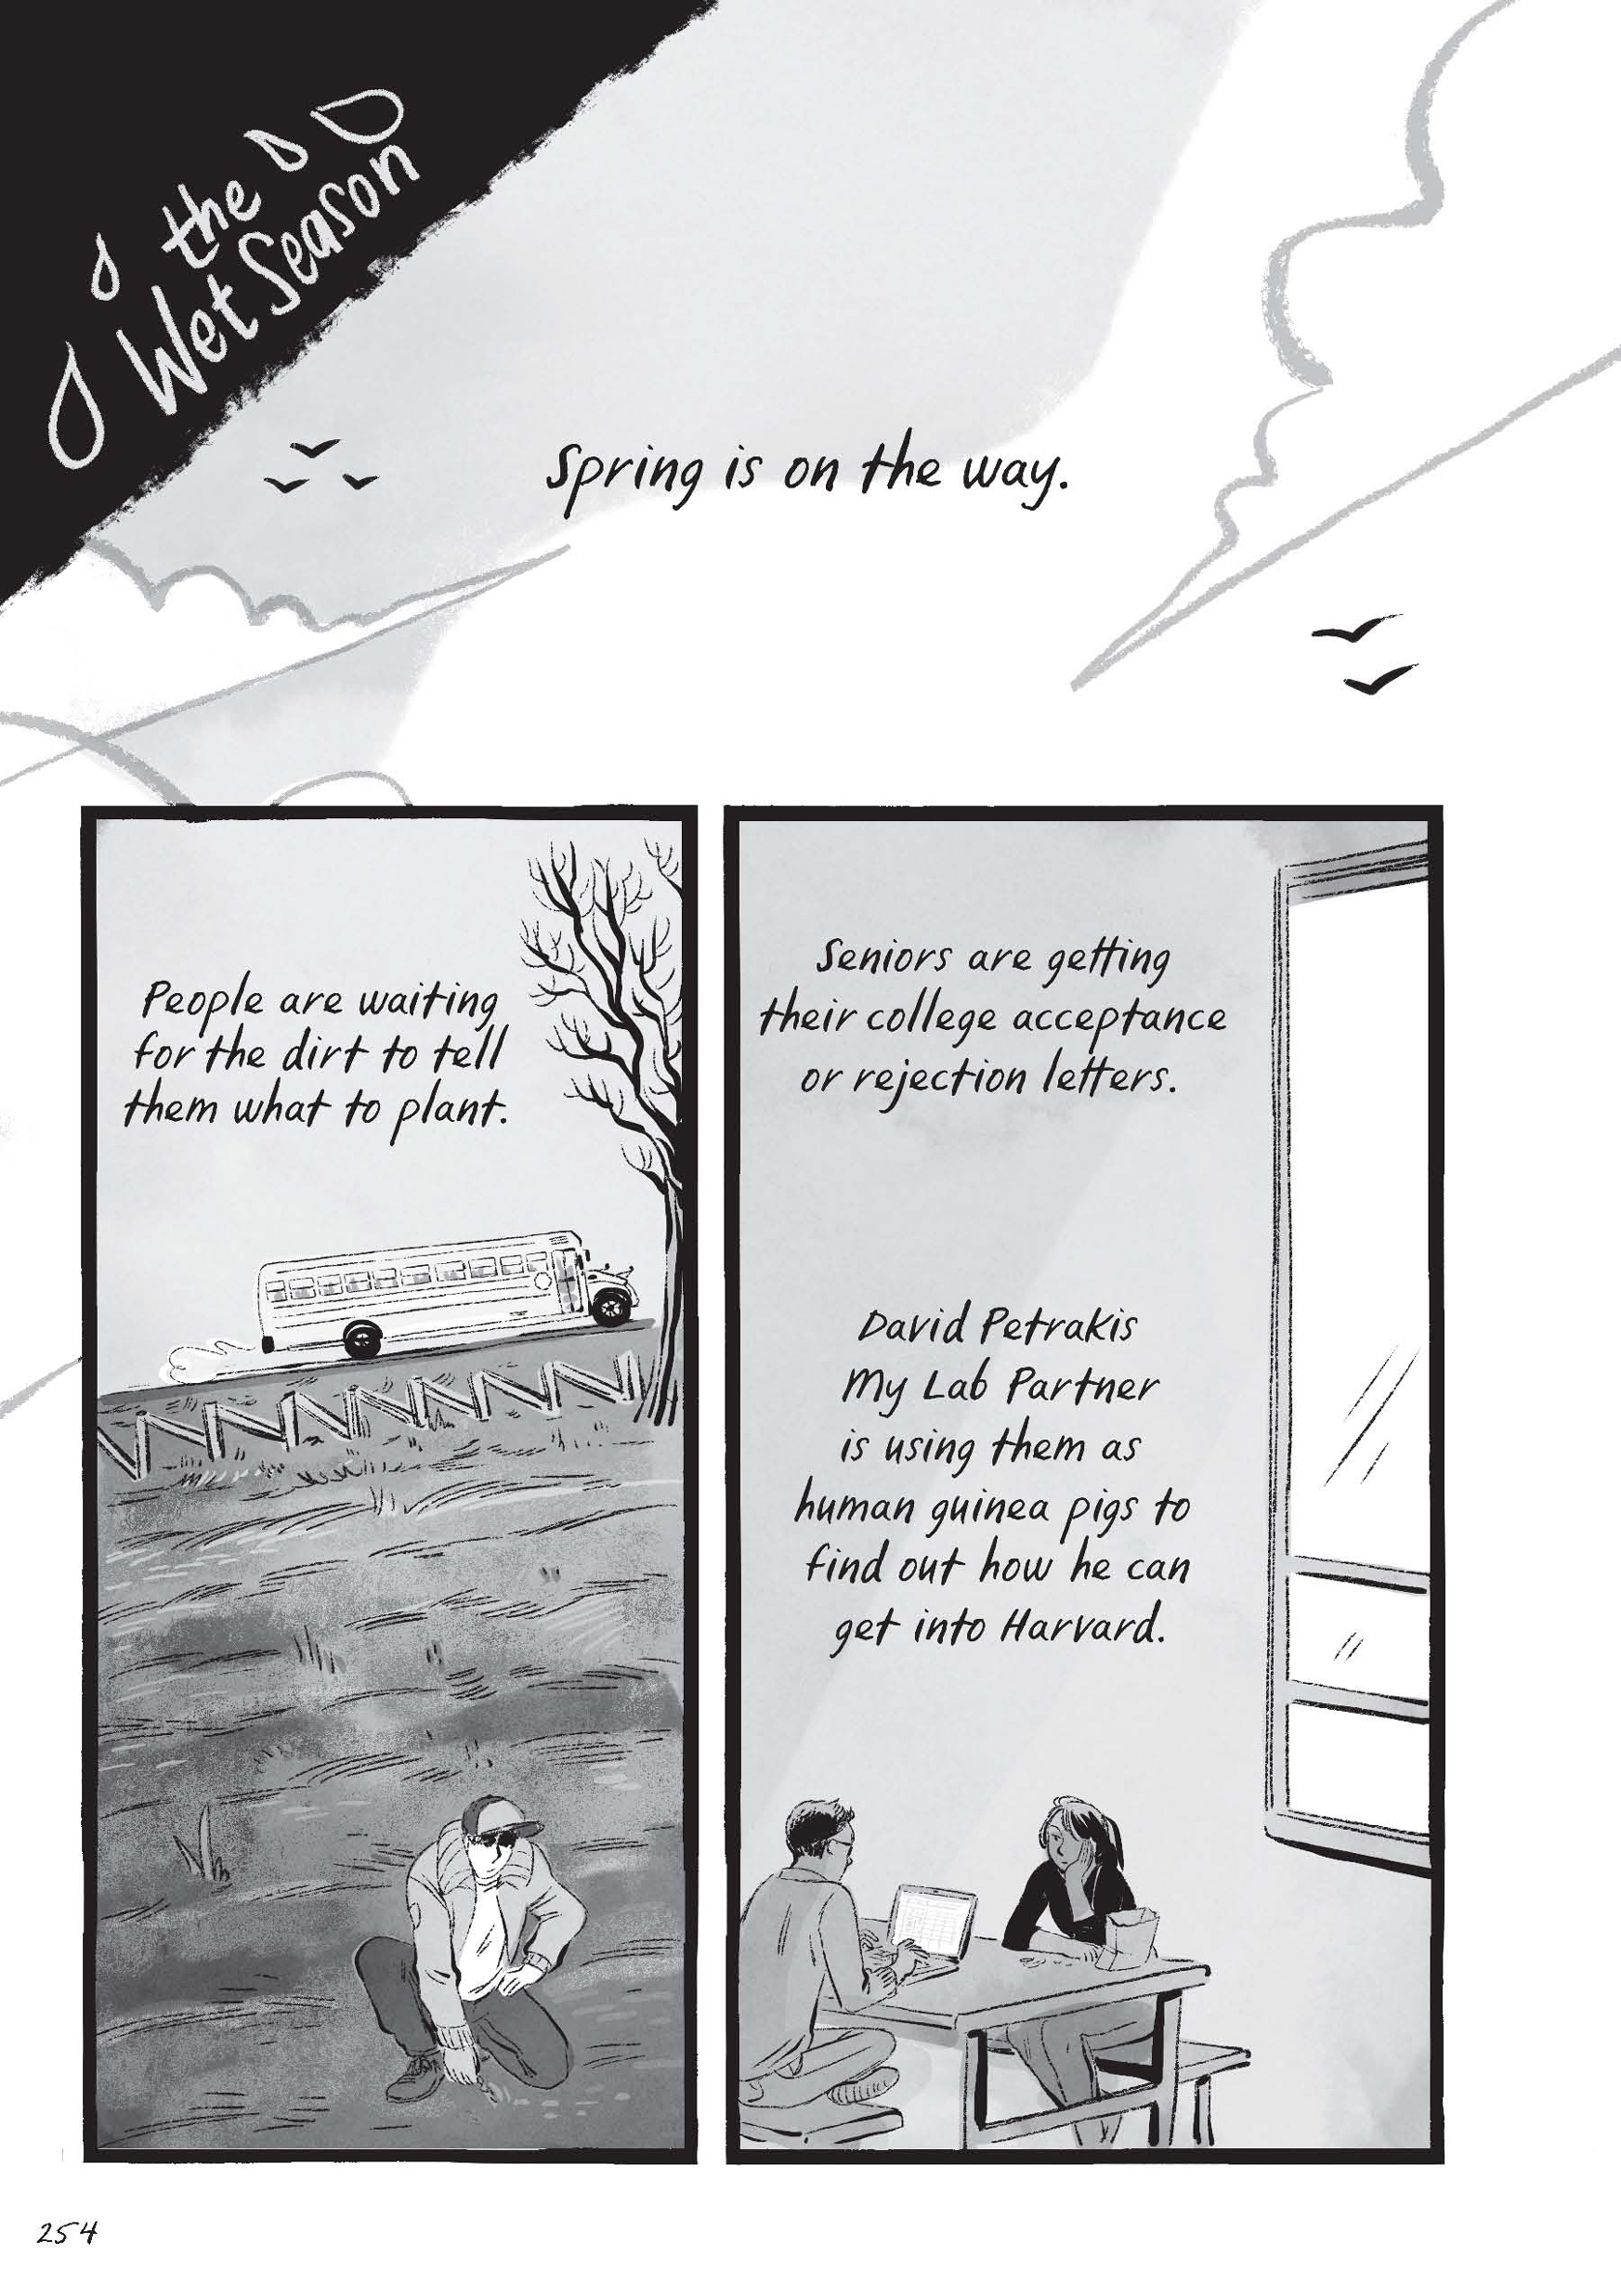 the
Wet Season
Spring is on the way.
People are waiting
for the dirt to tell
them what to plant.
Seniors are getting
their college acceptance
or rejection letters.
David Petrakis
My Lab Partner
is using them as
human guinea pigs to
find out how he can
get into Harvard.
254